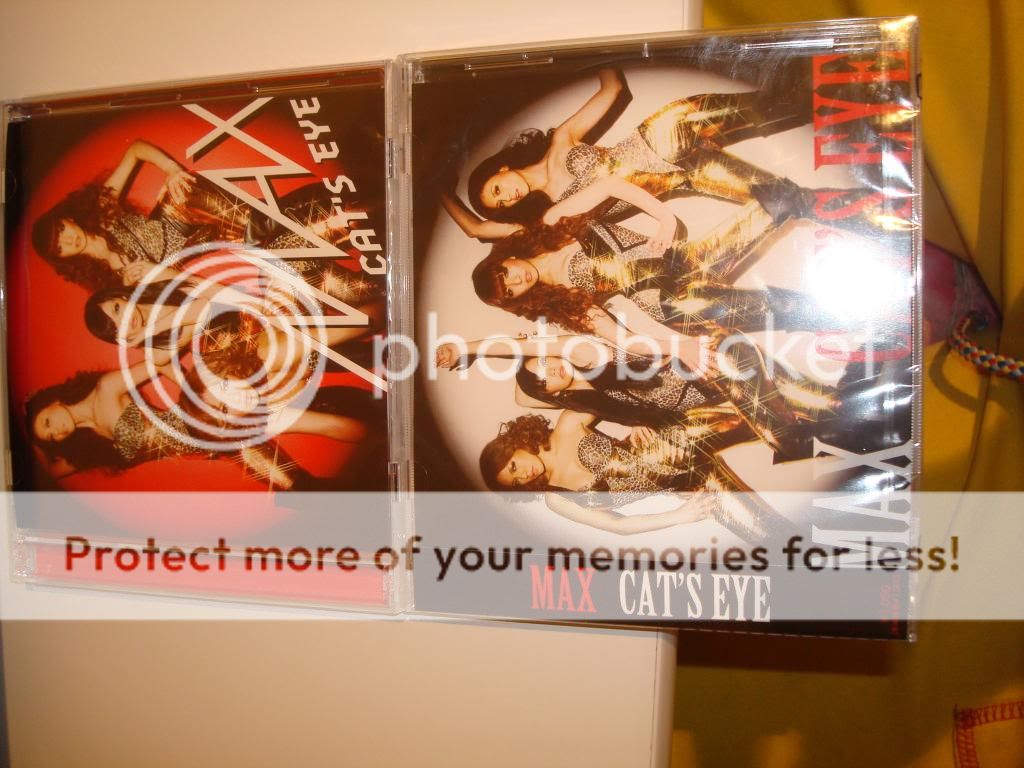 MAX
CAT'S EYE
MAX CAT'S EYE
MAX CAT'S EYE
photobucket
Protect more of your memories for less!